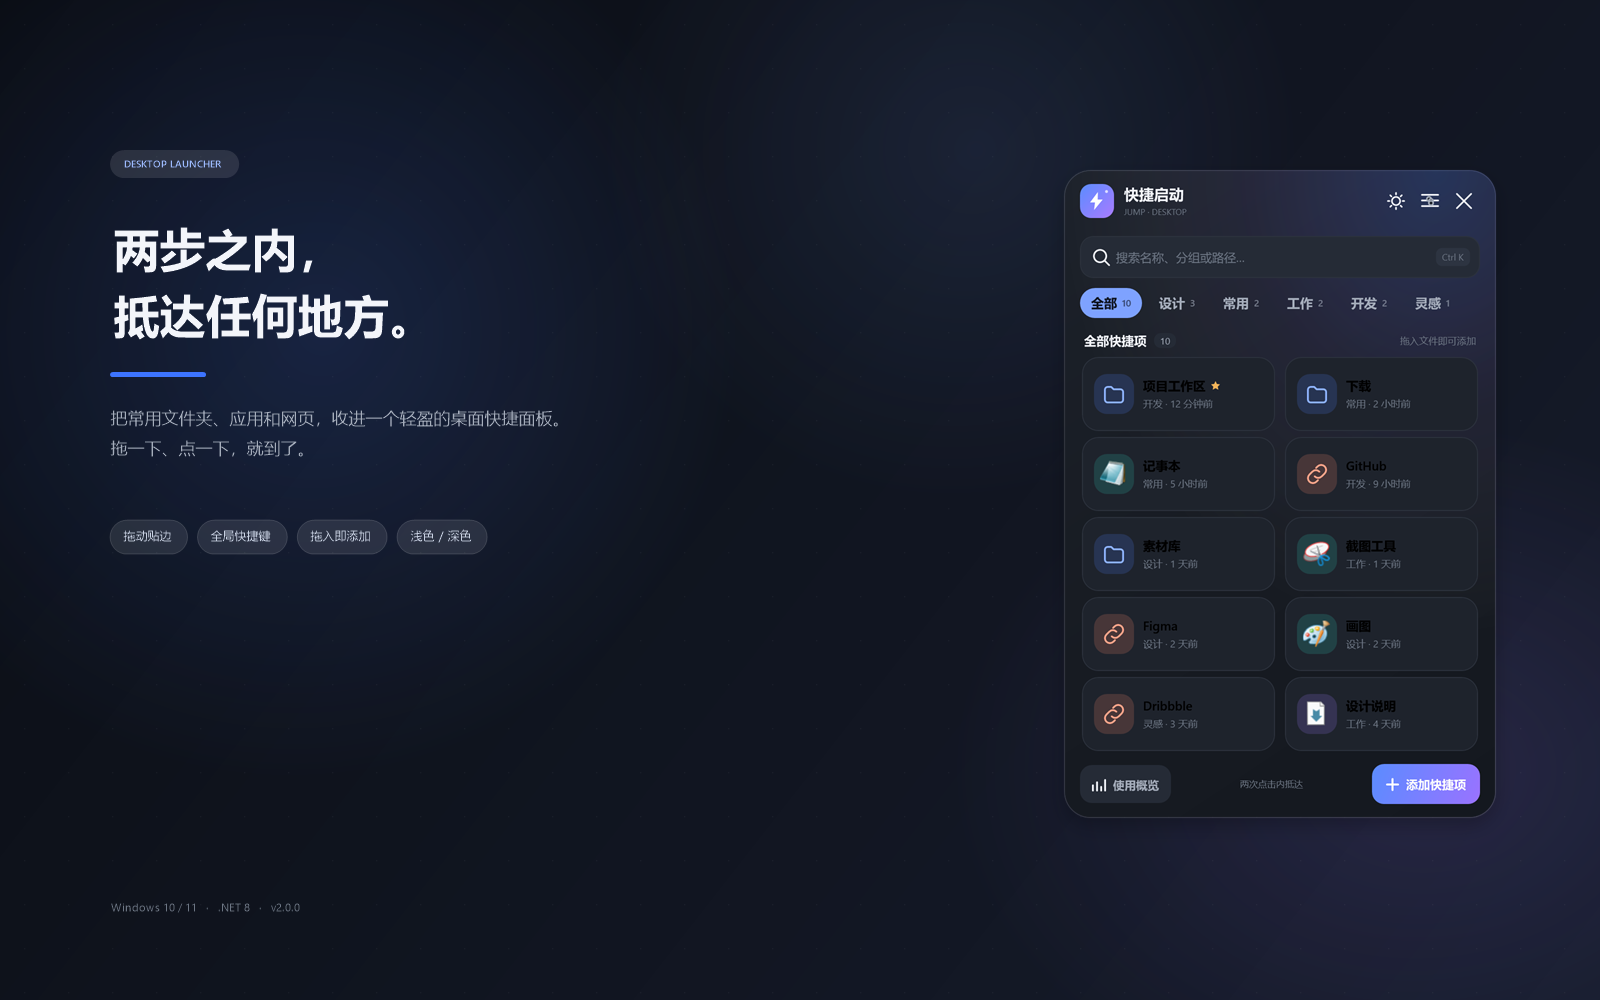 DESKTOP LAUNCHER
两步之内，
抵达任何地方。
把常用文件夹、应用和网页，收进一个轻盈的桌面快捷面板。
拖一下、点一下，就到了。
拖动贴边
全局快捷键
拖入即添加
浅色 / 深色
Windows 10 / 11 · .NET 8 · v2.0.0
快捷启动
JUMP · DESKTOP
搜索名称、分组或路径...
Ctrl K
全部 10
设计 3
常用 2
工作 2
开发 2
灵感 1
全部快捷项 10
拖入文件即可添加
项目工作区
开发 · 12 分钟前
下载
常用 · 2 小时前
记事本
常用 · 5 小时前
GitHub
开发 · 9 小时前
素材库
设计 · 1 天前
截图工具
工作 · 1 天前
Figma
设计 · 2 天前
画图
设计 · 2 天前
Dribbble
灵感 · 3 天前
设计说明
工作 · 4 天前
使用概览
两次点击内抵达
添加快捷项